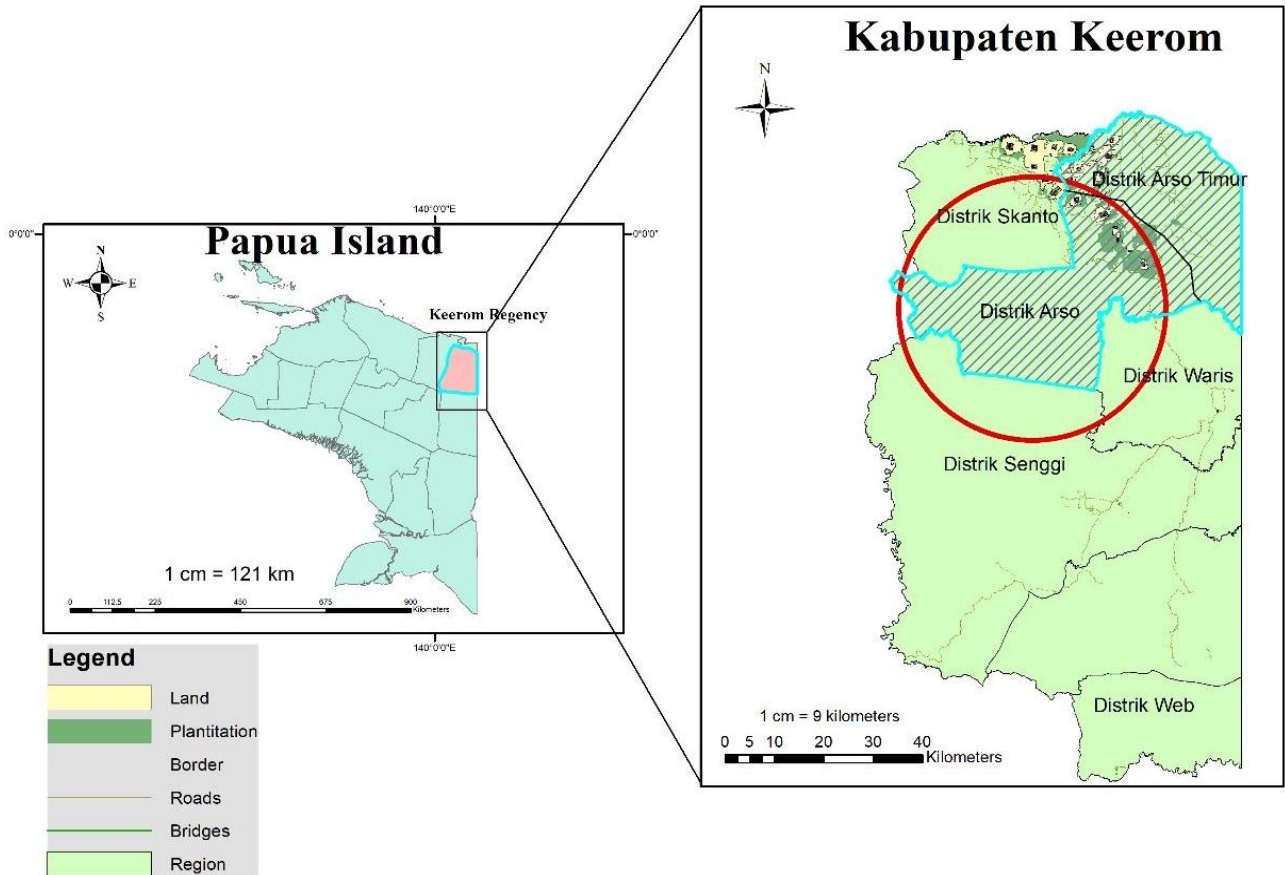 Kabupaten Keerom
N
Distrik Arso Timur
Distrik Skanto
Distrik Arso
Distrik Waris
Distrik Senggi
Distrik Web
1 cm = 9 kilometers
0 5 10 20 30 40
Kilometers
140°0'0"E
0°0'0"
0°0'0"
Papua Island
N
W E
S
Keerom Regency
1 cm = 121 km
0 112.5 225 450 675 900
Kilometers
140°0'0"E
Legend
Land
Plantitation
Border
Roads
Bridges
Region